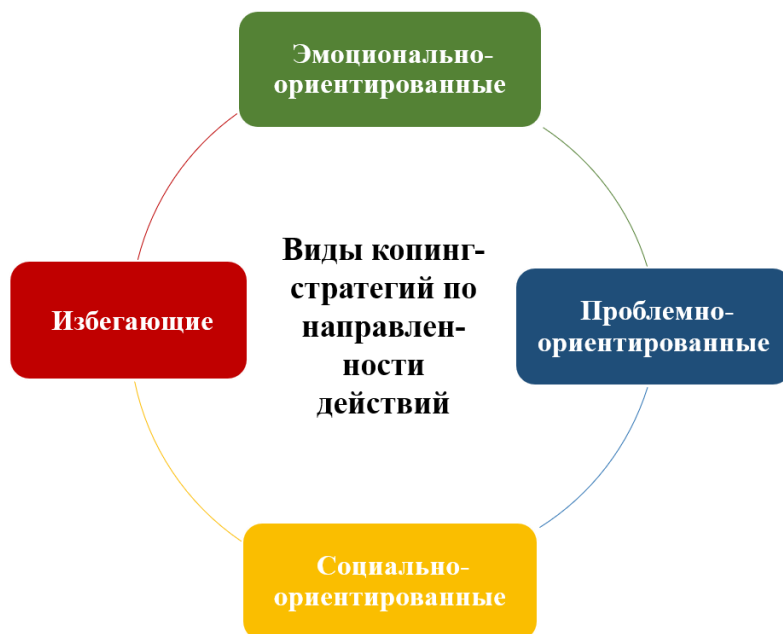 Эмоционально-
ориентированные
Виды копинг-
стратегий по
направлен-
ности
действий
Избегающие
Проблемно-
ориентированные
Социально-
ориентированные